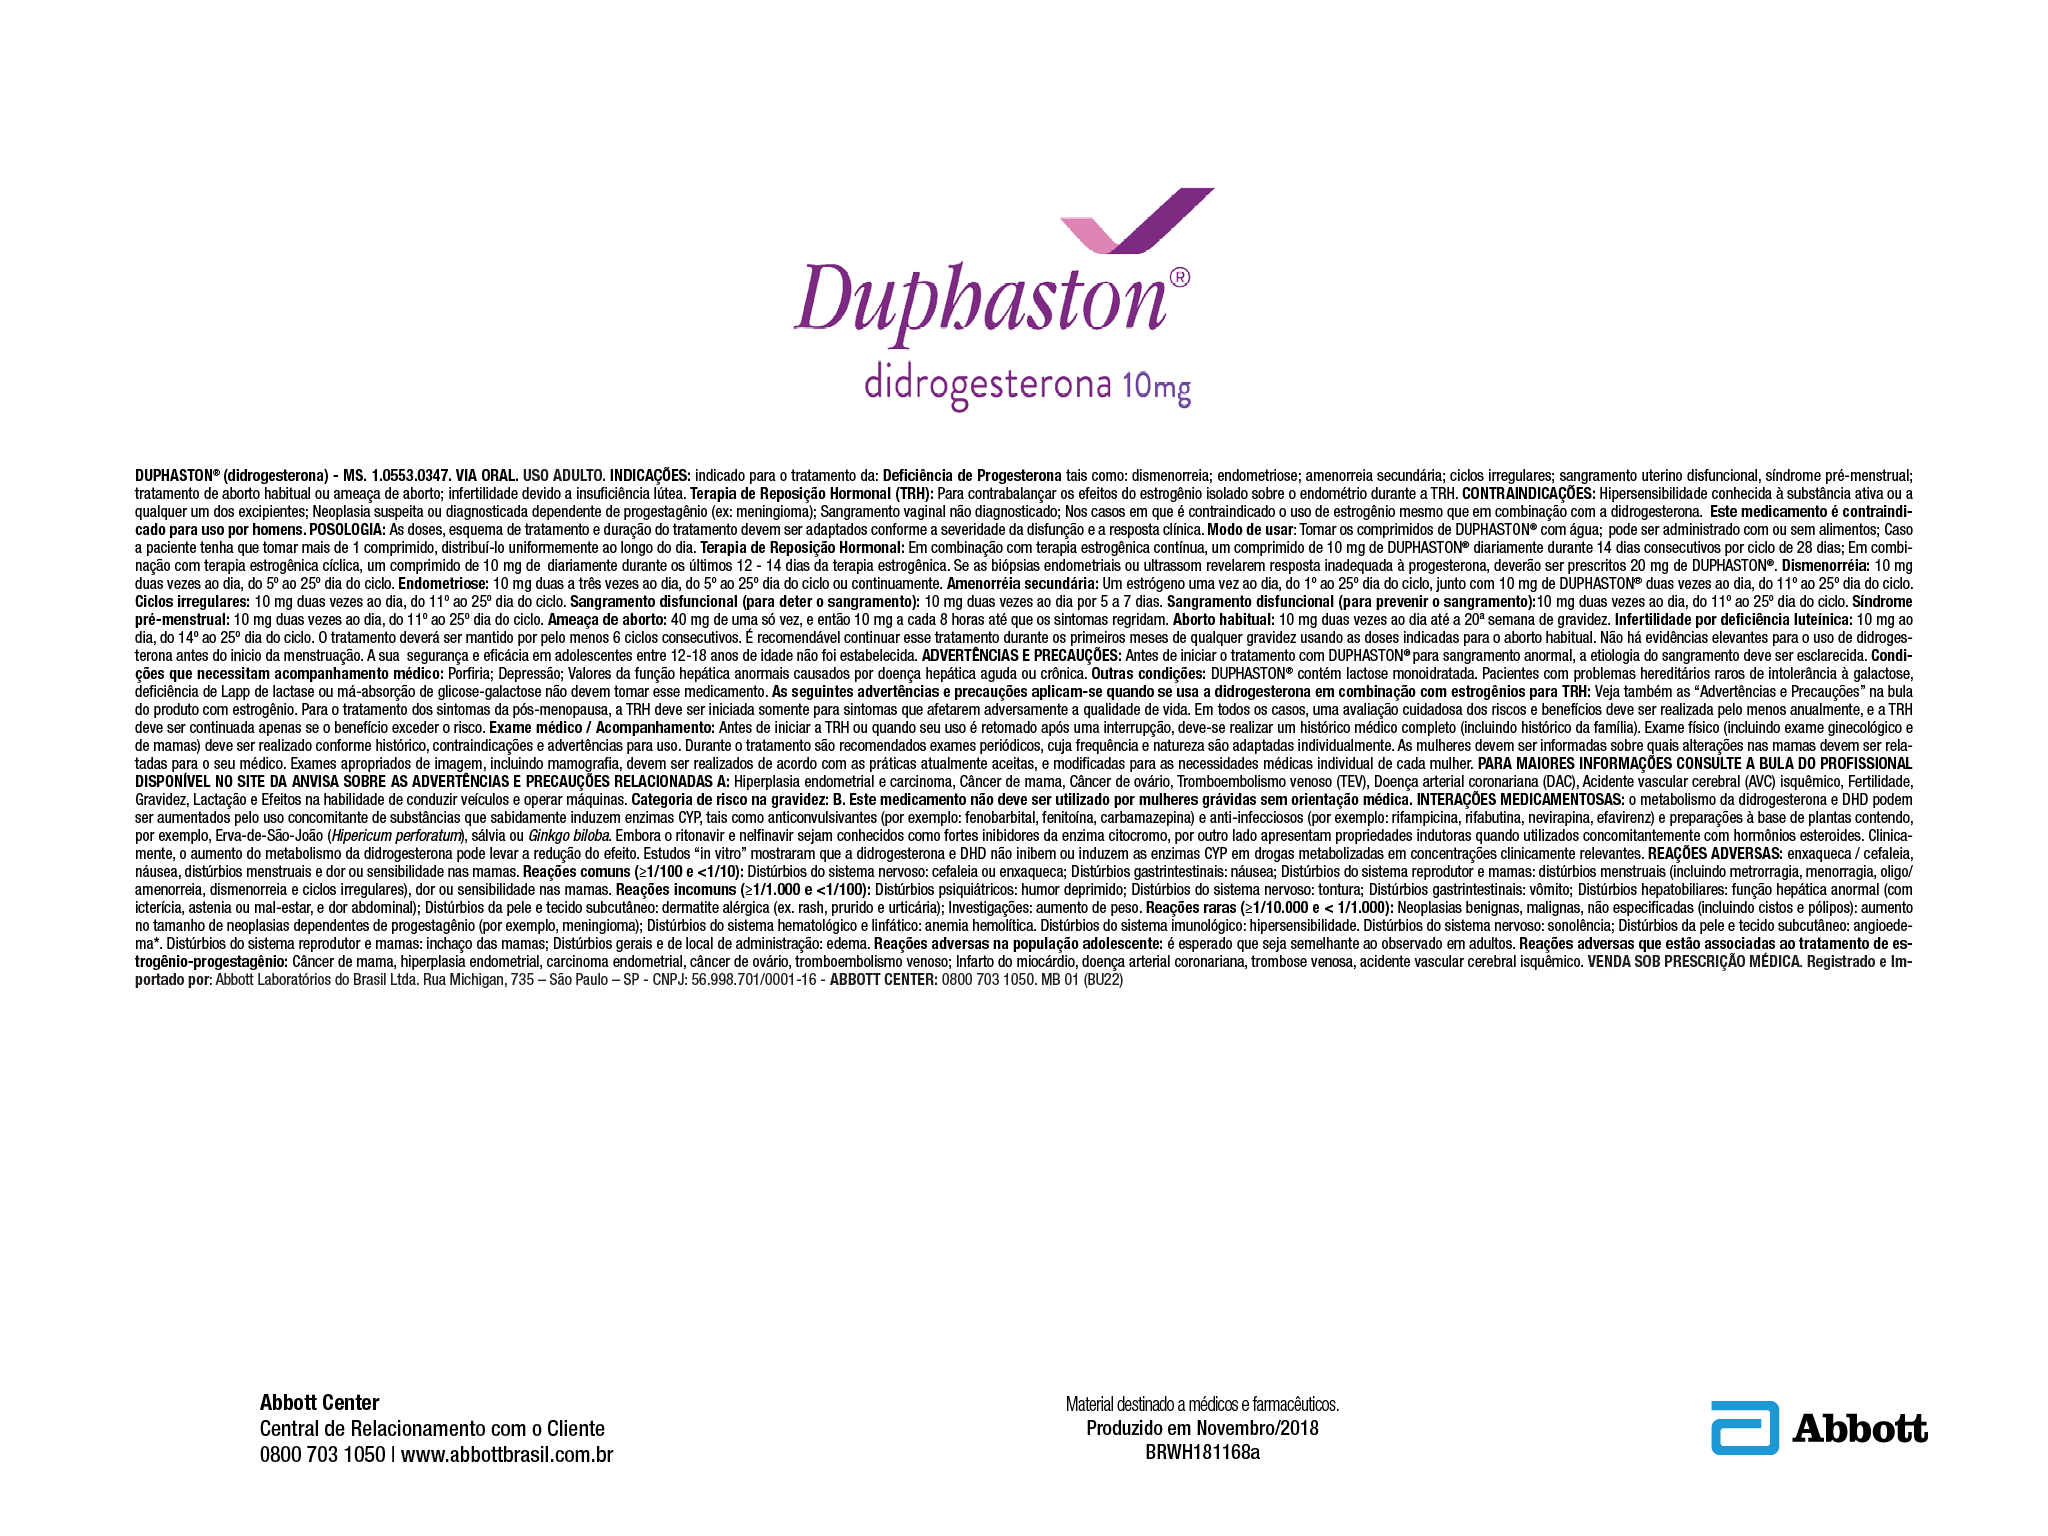 Duphaston®
didrogesterona 10mg
DUPHASTON® (didrogesterona) - MS. 1.0553.0347. VIA ORAL. USO ADULTO. INDICAÇÕES: indicado para o tratamento da: Deficiência de Progesterona tais como: dismenorreia; endometriose; amenorreia secundária; ciclos irregulares; sangramento uterino disfuncional, síndrome pré-menstrual;
tratamento de aborto habitual ou ameaça de aborto; infertilidade devido a insuficiência lútea. Terapia de Reposição Hormonal (TRH): Para contrabalançar os efeitos do estrogênio isolado sobre o endométrio durante a TRH. CONTRAINDICAÇÕES: Hipersensibilidade conhecida à substância ativa ou a
qualquer um dos excipientes; Neoplasia suspeita ou diagnosticada dependente de progestagênio (ex: meningioma); Sangramento vaginal não diagnosticado; Nos casos em que é contraindicado o uso de estrogênio mesmo que em combinação com a didrogesterona. Este medicamento é contraindi-
cado para uso por homens. POSOLOGIA: As doses, esquema de tratamento e duração do tratamento devem ser adaptados conforme a severidade da disfunção e a resposta clínica. Modo de usar: Tomar os comprimidos de DUPHASTON® com água; pode ser administrado com ou sem alimentos; Caso
a paciente tenha que tomar mais de 1 comprimido, distribuí-lo uniformemente ao longo do dia. Terapia de Reposição Hormonal: Em combinação com terapia estrogênica contínua, um comprimido de 10 mg de DUPHASTON® diariamente durante 14 dias consecutivos por ciclo de 28 dias; Em combi-
nação com terapia estrogênica cíclica, um comprimido de 10 mg de diariamente durante os últimos 12 - 14 dias da terapia estrogênica. Se as biópsias endometriais ou ultrassom revelarem resposta inadequada à progesterona, deverão ser prescritos 20 mg de DUPHASTON®. Dismenorréia: 10 mg
duas vezes ao dia, do 5º ao 25º dia do ciclo. Endometriose: 10 mg duas a três vezes ao dia, do 5º ao 25º dia do ciclo ou continuamente. Amenorréia secundária: Um estrógeno uma vez ao dia, do 1º ao 25º dia do ciclo, junto com 10 mg de DUPHASTON® duas vezes ao dia, do 11º ao 25º dia do ciclo.
Ciclos irregulares: 10 mg duas vezes ao dia, do 11º ao 25º dia do ciclo. Sangramento disfuncional (para deter o sangramento): 10 mg duas vezes ao dia por 5 a 7 dias. Sangramento disfuncional (para prevenir o sangramento):10 mg duas vezes ao dia, do 11º ao 25º dia do ciclo. Síndrome
pré-menstrual: 10 mg duas vezes ao dia, do 11º ao 25º dia do ciclo. Ameaça de aborto: 40 mg de uma só vez, e então 10 mg a cada 8 horas até que os sintomas regridam. Aborto habitual: 10 mg duas vezes ao dia até a 20ª semana de gravidez. Infertilidade por deficiência luteínica: 10 mg ao
dia, do 14º ao 25º dia do ciclo. O tratamento deverá ser mantido por pelo menos 6 ciclos consecutivos. É recomendável continuar esse tratamento durante os primeiros meses de qualquer gravidez usando as doses indicadas para o aborto habitual. Não há evidências elevantes para o uso de didroges-
terona antes do inicio da menstruação. A sua segurança e eficácia em adolescentes entre 12-18 anos de idade não foi estabelecida. ADVERTÊNCIAS E PRECAUÇÕES: Antes de iniciar o tratamento com DUPHASTON® para sangramento anormal, a etiologia do sangramento deve ser esclarecida. Condi-
ções que necessitam acompanhamento médico: Porfiria; Depressão; Valores da função hepática anormais causados por doença hepática aguda ou crônica. Outras condições: DUPHASTON® contém lactose monoidratada. Pacientes com problemas hereditários raros de intolerância à galactose,
deficiência de Lapp de lactase ou má-absorção de glicose-galactose não devem tomar esse medicamento. As seguintes advertências e precauções aplicam-se quando se usa a didrogesterona em combinação com estrogênios para TRH: Veja também as “Advertências e Precauções” na bula
do produto com estrogênio. Para o tratamento dos sintomas da pós-menopausa, a TRH deve ser iniciada somente para sintomas que afetarem adversamente a qualidade de vida. Em todos os casos, uma avaliação cuidadosa dos riscos e benefícios deve ser realizada pelo menos anualmente, e a TRH
deve ser continuada apenas se o benefício exceder o risco. Exame médico / Acompanhamento: Antes de iniciar a TRH ou quando seu uso é retomado após uma interrupção, deve-se realizar um histórico médico completo (incluindo histórico da família). Exame físico (incluindo exame ginecológico e
de mamas) deve ser realizado conforme histórico, contraindicações e advertências para uso. Durante o tratamento são recomendados exames periódicos, cuja frequência e natureza são adaptadas individualmente. As mulheres devem ser informadas sobre quais alterações nas mamas devem ser rela-
tadas para o seu médico. Exames apropriados de imagem, incluindo mamografia, devem ser realizados de acordo com as práticas atualmente aceitas, e modificadas para as necessidades médicas individual de cada mulher. PARA MAIORES INFORMAÇÕES CONSULTE A BULA DO PROFISSIONAL
DISPONÍVEL NO SITE DA ANVISA SOBRE AS ADVERTÊNCIAS E PRECAUÇÕES RELACIONADAS A: Hiperplasia endometrial e carcinoma, Câncer de mama, Câncer de ovário, Tromboembolismo venoso (TEV), Doença arterial coronariana (DAC), Acidente vascular cerebral (AVC) isquêmico, Fertilidade,
Gravidez, Lactação e Efeitos na habilidade de conduzir veículos e operar máquinas. Categoria de risco na gravidez: B. Este medicamento não deve ser utilizado por mulheres grávidas sem orientação médica. INTERAÇÕES MEDICAMENTOSAS: o metabolismo da didrogesterona e DHD podem
ser aumentados pelo uso concomitante de substâncias que sabidamente induzem enzimas CYP, tais como anticonvulsivantes (por exemplo: fenobarbital, fenitoína, carbamazepina) e anti-infecciosos (por exemplo: rifampicina, rifabutina, nevirapina, efavirenz) e preparações à base de plantas contendo,
por exemplo, Erva-de-São-João (Hipericum perforatum), sálvia ou Ginkgo biloba. Embora o ritonavir e nelfinavir sejam conhecidos como fortes inibidores da enzima citocromo, por outro lado apresentam propriedades indutoras quando utilizados concomitantemente com hormônios esteroides. Clinica-
mente, o aumento do metabolismo da didrogesterona pode levar a redução do efeito. Estudos “in vitro” mostraram que a didrogesterona e DHD não inibem ou induzem as enzimas CYP em drogas metabolizadas em concentrações clinicamente relevantes. REAÇÕES ADVERSAS: enxaqueca / cefaleia,
náusea, distúrbios menstruais e dor ou sensibilidade nas mamas. Reações comuns (≥1/100 e <1/10): Distúrbios do sistema nervoso: cefaleia ou enxaqueca; Distúrbios gastrintestinais: náusea; Distúrbios do sistema reprodutor e mamas: distúrbios menstruais (incluindo metrorragia, menorragia, oligo/
amenorreia, dismenorreia e ciclos irregulares), dor ou sensibilidade nas mamas. Reações incomuns (≥1/1.000 e <1/100): Distúrbios psiquiátricos: humor deprimido; Distúrbios do sistema nervoso: tontura; Distúrbios gastrintestinais: vômito; Distúrbios hepatobiliares: função hepática anormal (com
icterícia, astenia ou mal-estar, e dor abdominal); Distúrbios da pele e tecido subcutâneo: dermatite alérgica (ex. rash, prurido e urticária); Investigações: aumento de peso. Reações raras (≥1/10.000 e < 1/1.000): Neoplasias benignas, malignas, não especificadas (incluindo cistos e pólipos): aumento
no tamanho de neoplasias dependentes de progestagênio (por exemplo, meningioma); Distúrbios do sistema hematológico e linfático: anemia hemolítica. Distúrbios do sistema imunológico: hipersensibilidade. Distúrbios do sistema nervoso: sonolência; Distúrbios da pele e tecido subcutâneo: angioede-
ma*. Distúrbios do sistema reprodutor e mamas: inchaço das mamas; Distúrbios gerais e de local de administração: edema. Reações adversas na população adolescente: é esperado que seja semelhante ao observado em adultos. Reações adversas que estão associadas ao tratamento de es-
trogênio-progestagênio: Câncer de mama, hiperplasia endometrial, carcinoma endometrial, câncer de ovário, tromboembolismo venoso; Infarto do miocárdio, doença arterial coronariana, trombose venosa, acidente vascular cerebral isquêmico. VENDA SOB PRESCRIÇÃO MÉDICA. Registrado e Im-
portado por: Abbott Laboratórios do Brasil Ltda. Rua Michigan, 735 – São Paulo – SP - CNPJ: 56.998.701/0001-16 - ABBOTT CENTER: 0800 703 1050. MB 01 (BU22)
Abbott Center
Central de Relacionamento com o Cliente
0800 703 1050 | www.abbottbrasil.com.br
Material destinado a médicos e farmacêuticos.
Produzido em Novembro/2018
BRWH181168a
Abbott